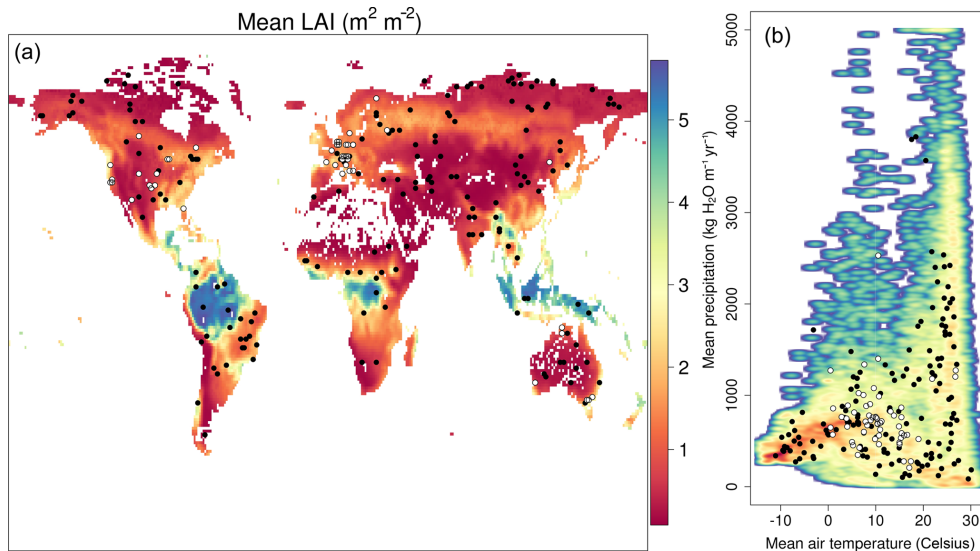 Mean LAI (m² m⁻²)
(a)
5
4
3
2
1
(b)
5000
4000
3000
2000
1000
0
Mean precipitation (kg H₂O m⁻¹ yr⁻¹)
-10 0 10 20 30
Mean air temperature (Celsius)